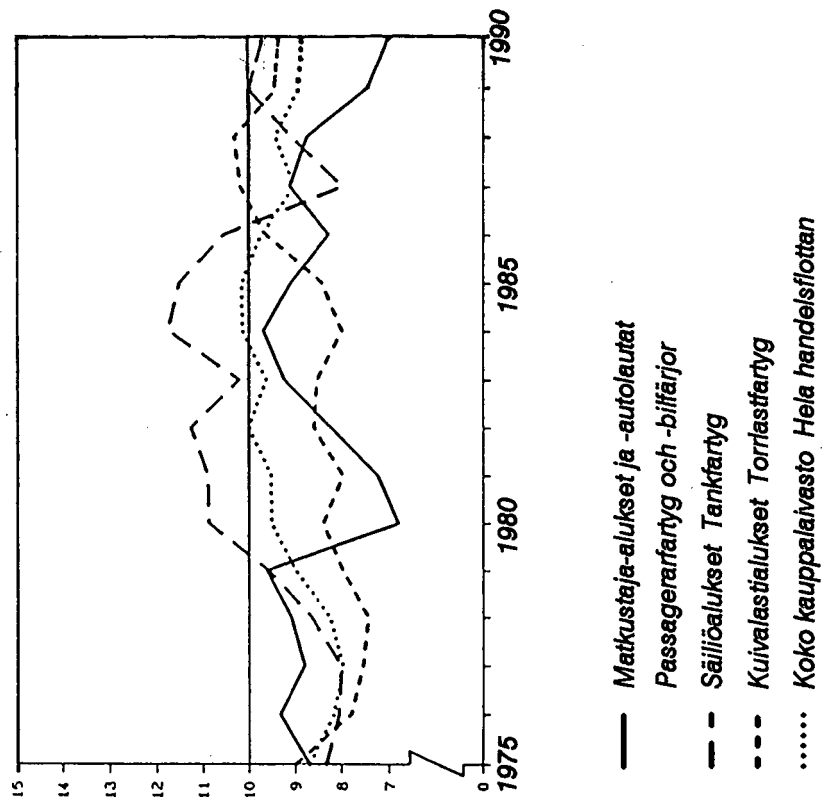 15
14
13
12
11
10
9
8
7
0
1975
1980
1985
1990
Matkustaja-alukset ja -autolautat
Passagerarfartyg och -bilfärjor
Säiliöalukset Tankfartyg
Kuivalastialukset Torrlastfartyg
Koko kauppalaivasto Hela handelsflottan